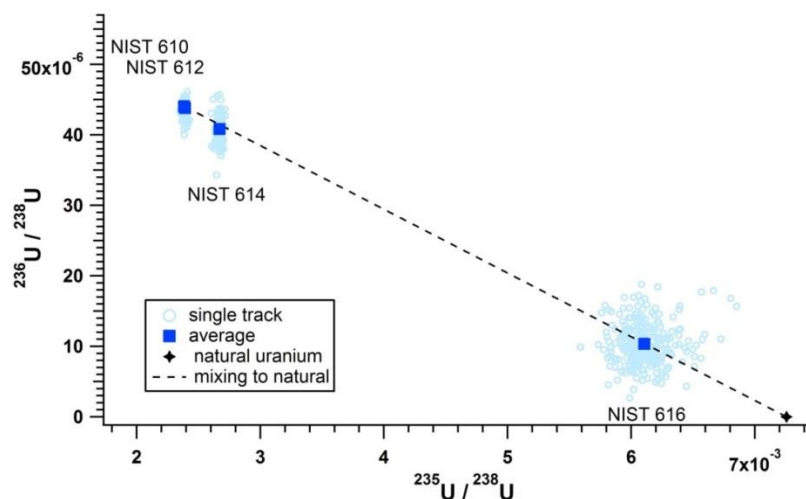 NIST 610
NIST 612
50x10⁻⁶
40
NIST 614
30
²³⁶U / ²³⁸U
20
single track
average
natural uranium
mixing to natural
10
NIST 616
0
2
3
4
5
6
7x10⁻³
²³⁵U / ²³⁸U